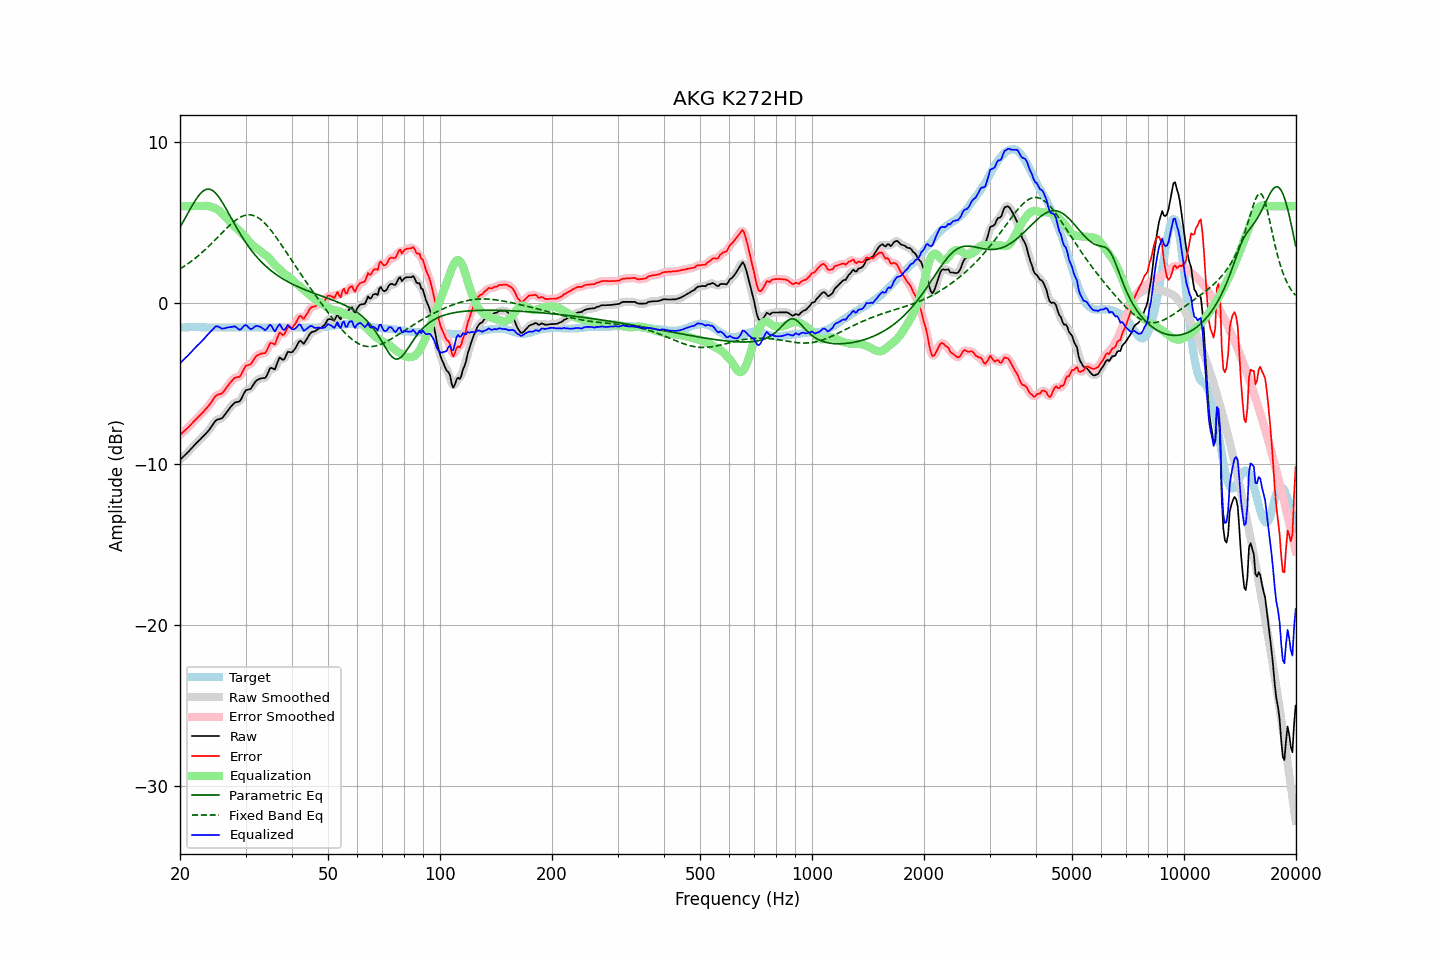 AKG K272HD
Amplitude (dBr)
10
0
−10
−20
−30
Target
Raw Smoothed
Error Smoothed
Raw
Error
Equalization
Parametric Eq
Fixed Band Eq
Equalized
20 50 100 200 500 1000 2000 5000 10000 20000
Frequency (Hz)